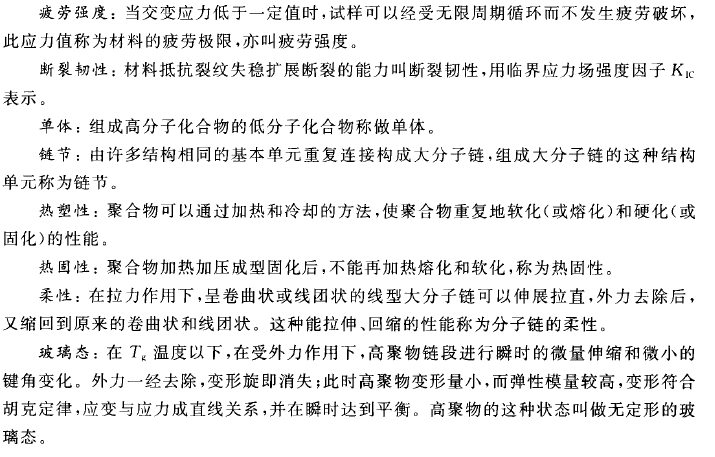 疲劳强度：当交变应力低于一定值时，试样可以经受无限周期循环而不发生疲劳破坏，
此应力值称为材料的疲劳极限，亦叫疲劳强度。
断裂韧性：材料抵抗裂纹失稳扩展断裂的能力叫断裂韧性，用临界应力场强度因子 K_IC
表示。
单体：组成高分子化合物的低分子化合物称做单体。
链节：由许多结构相同的基本单元重复连接构成大分子链，组成大分子链的这种结构
单元称为链节。
热塑性：聚合物可以通过加热和冷却的方法，使聚合物重复地软化(或熔化)和硬化(或
固化)的性能。
热固性：聚合物加热加压成型固化后，不能再加热熔化和软化，称为热固性。
柔性：在拉力作用下，呈卷曲状或线团状的线型大分子链可以伸展拉直，外力去除后，
又缩回到原来的卷曲状和线团状。这种能拉伸、回缩的性能称为分子链的柔性。
玻璃态：在 T_g 温度以下，在受外力作用下，高聚物链段进行瞬时的微量伸缩和微小的
键角变化。外力一经去除，变形旋即消失；此时高聚物变形量小，而弹性模量较高，变形符合
胡克定律，应变与应力成直线关系，并在瞬时达到平衡。高聚物的这种状态叫做无定形的玻
璃态。